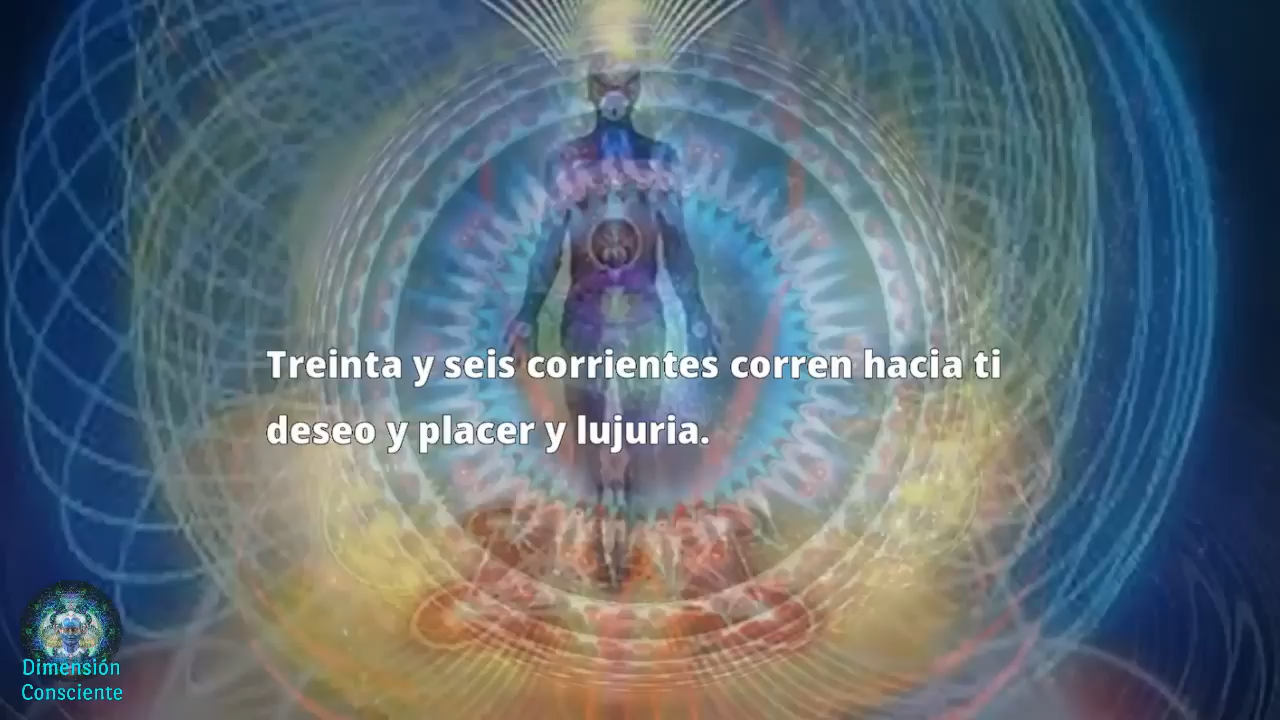 Treinta y seis corrientes corren hacia ti
deseo y placer y lujuria.
Dimensión
Consciente